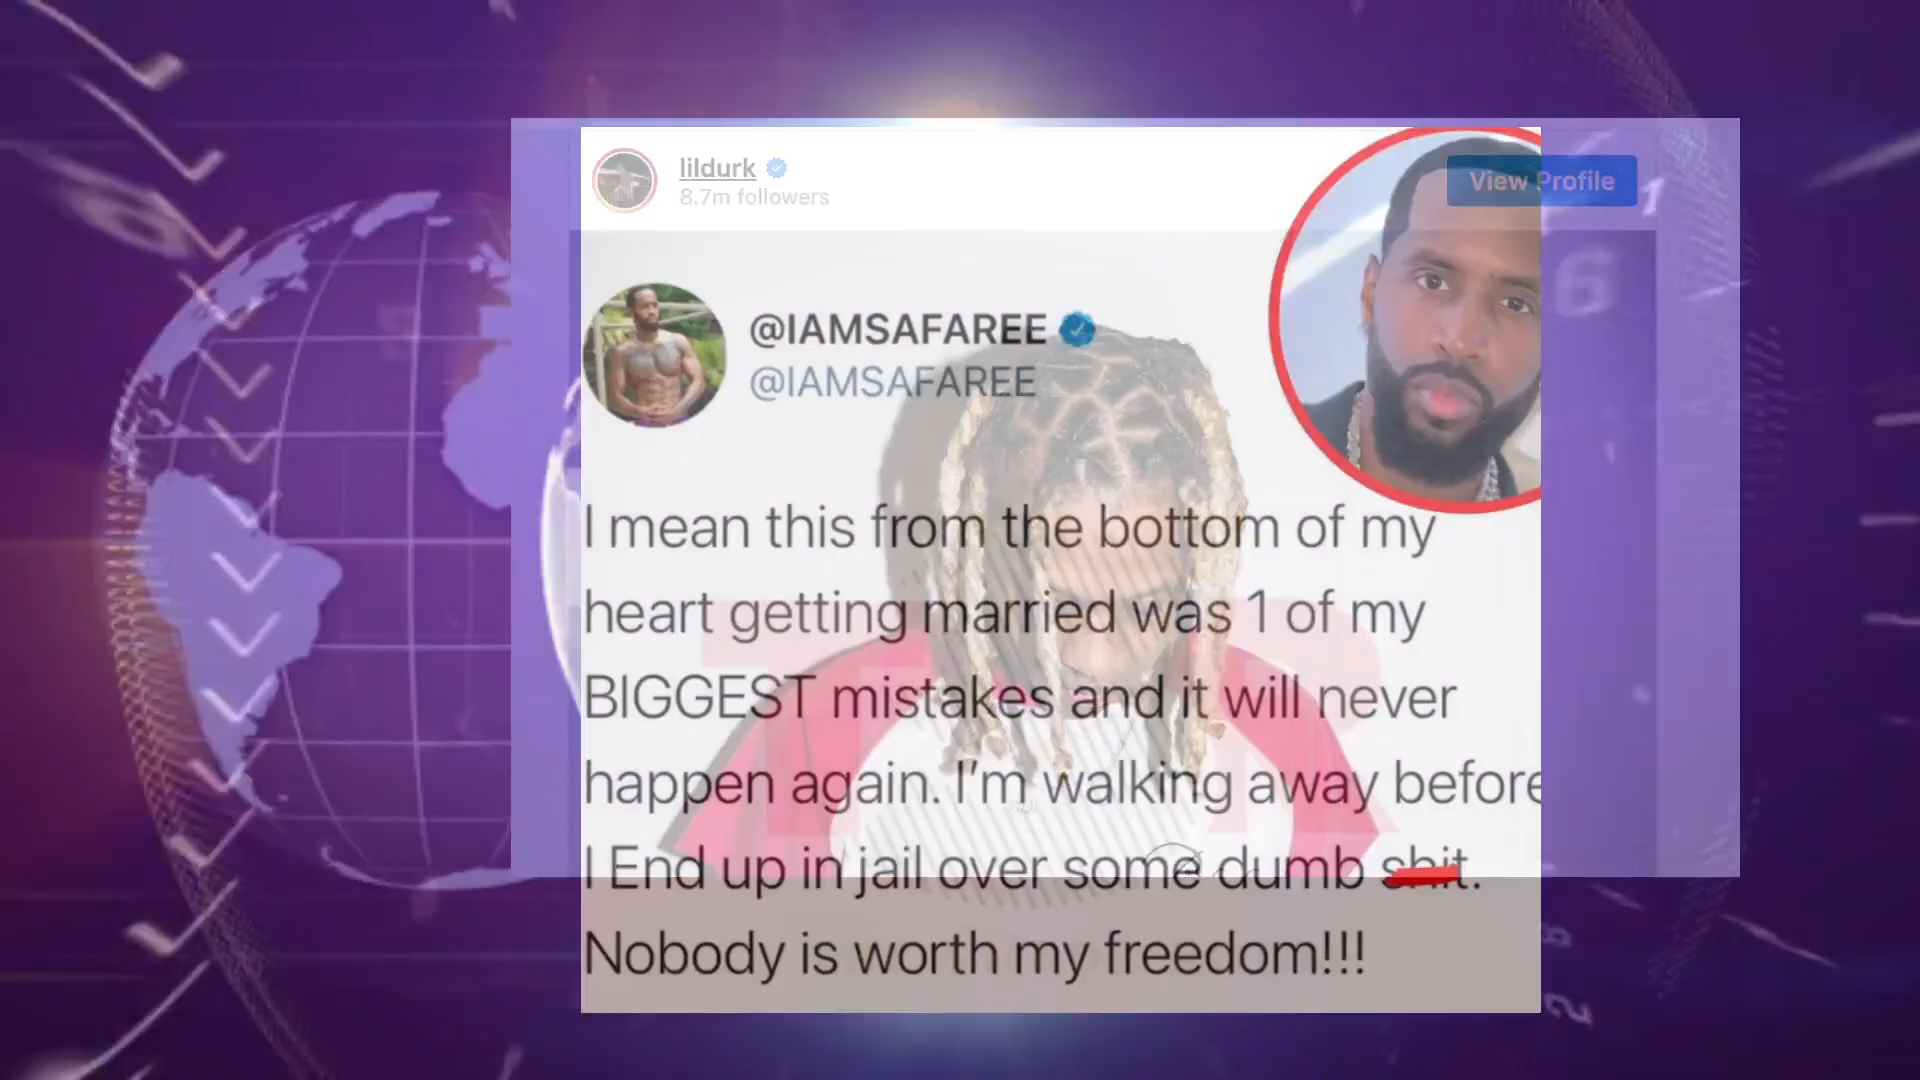 lildurk
8.7m followers
View Profile
@IAMSAFAREE
@IAMSAFAREE
I mean this from the bottom of my
heart getting married was 1 of my
BIGGEST mistakes and it will never
happen again. I'm walking away before
I End up in jail over some dumb shit.
Nobody is worth my freedom!!!
1
6